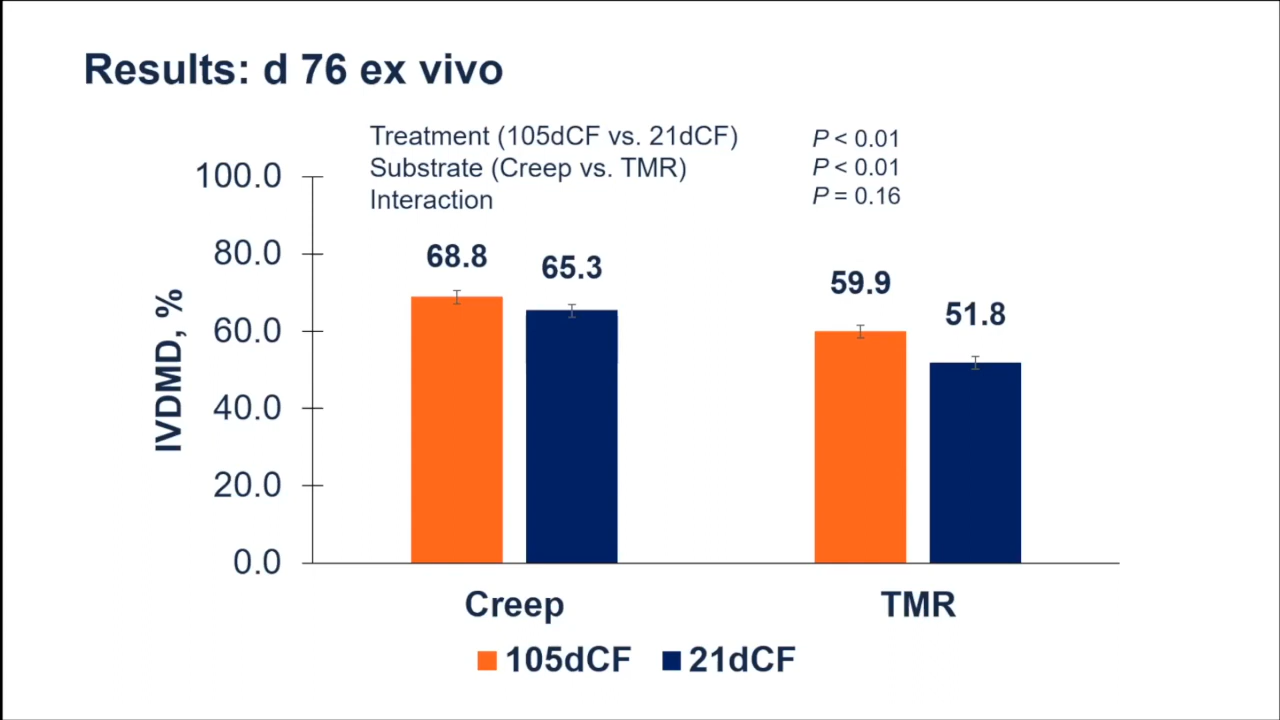 Results: d 76 ex vivo
Treatment (105dCF vs. 21dCF) P < 0.01
Substrate (Creep vs. TMR) P < 0.01
Interaction P = 0.16
IVDMD, %
100.0
80.0
60.0
40.0
20.0
0.0
68.8
65.3
59.9
51.8
Creep
TMR
105dCF
21dCF